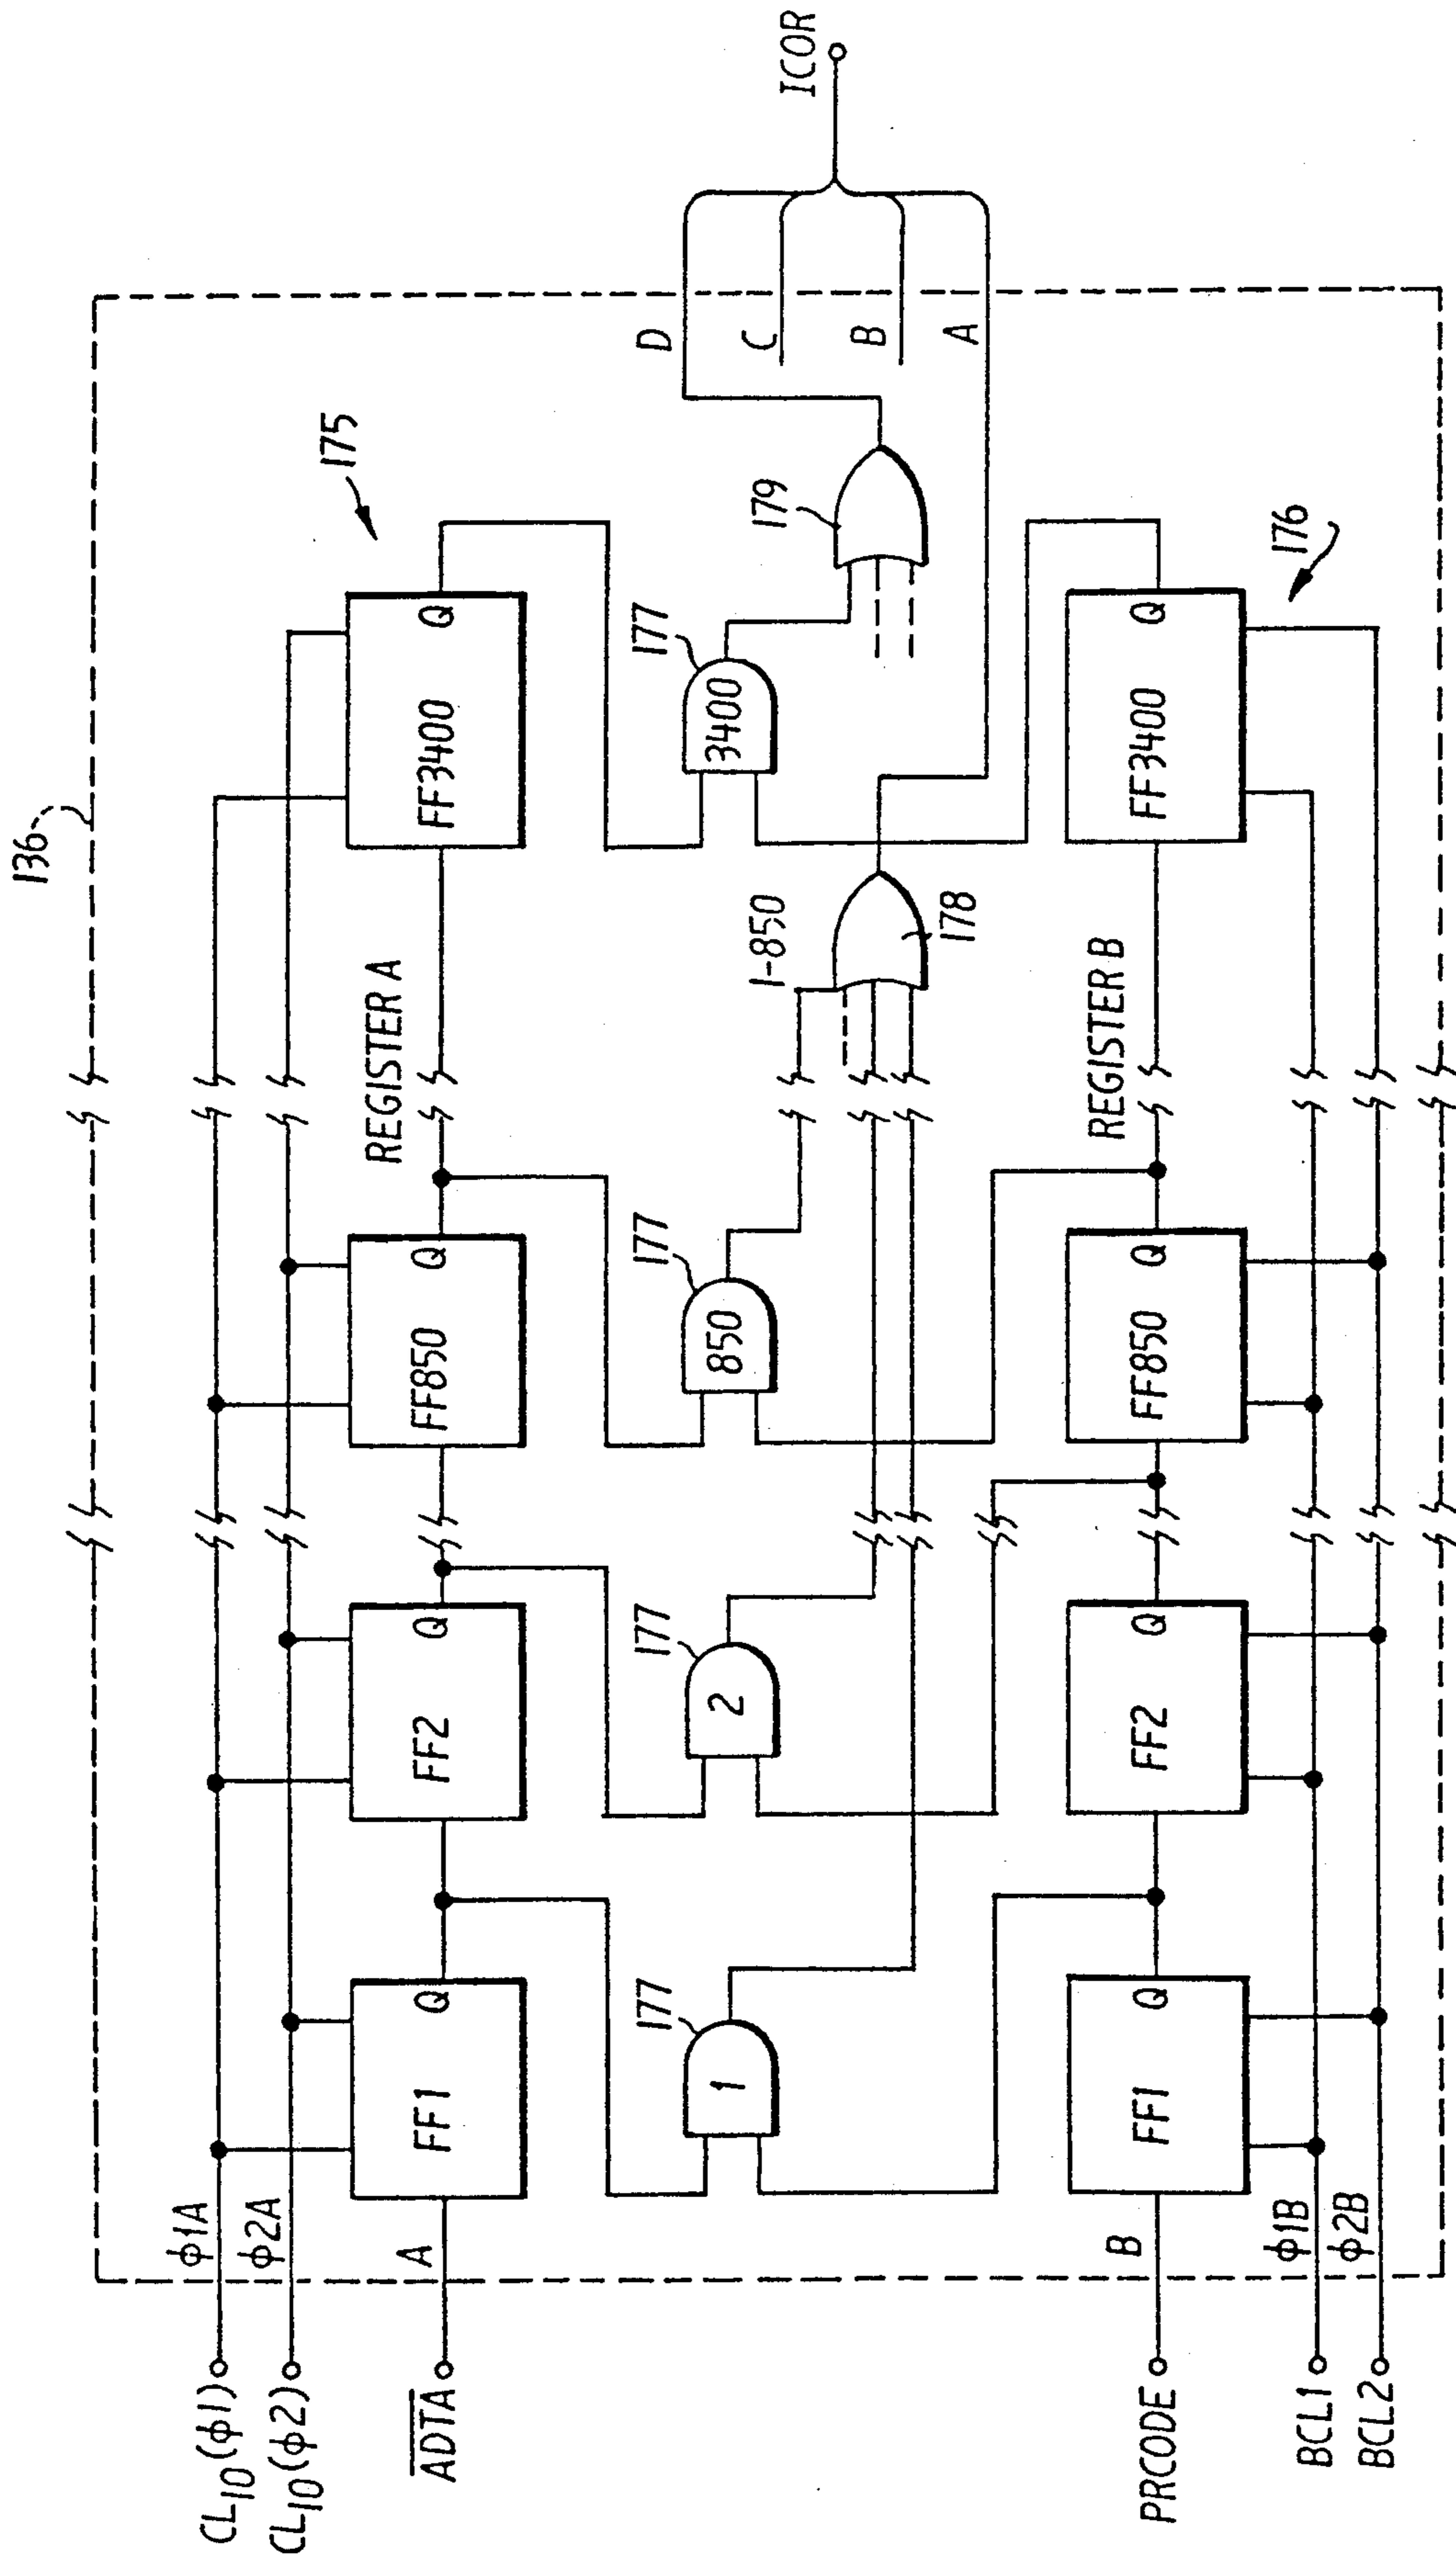 136
CL10(ϕ1)
ϕ1A
CL10(ϕ2)
ϕ2A
175
REGISTER A
A̅D̅T̅A̅
A
FF1 Q
FF2 Q
FF850 Q
FF3400 Q
177
1
177
2
177
850
177
3400
1-850
178
179
D
C
B
A
ICOR
REGISTER B
PRCODE
B
FF1 Q
FF2 Q
FF850 Q
FF3400 Q
176
BCL1
ϕ1B
BCL2
ϕ2B